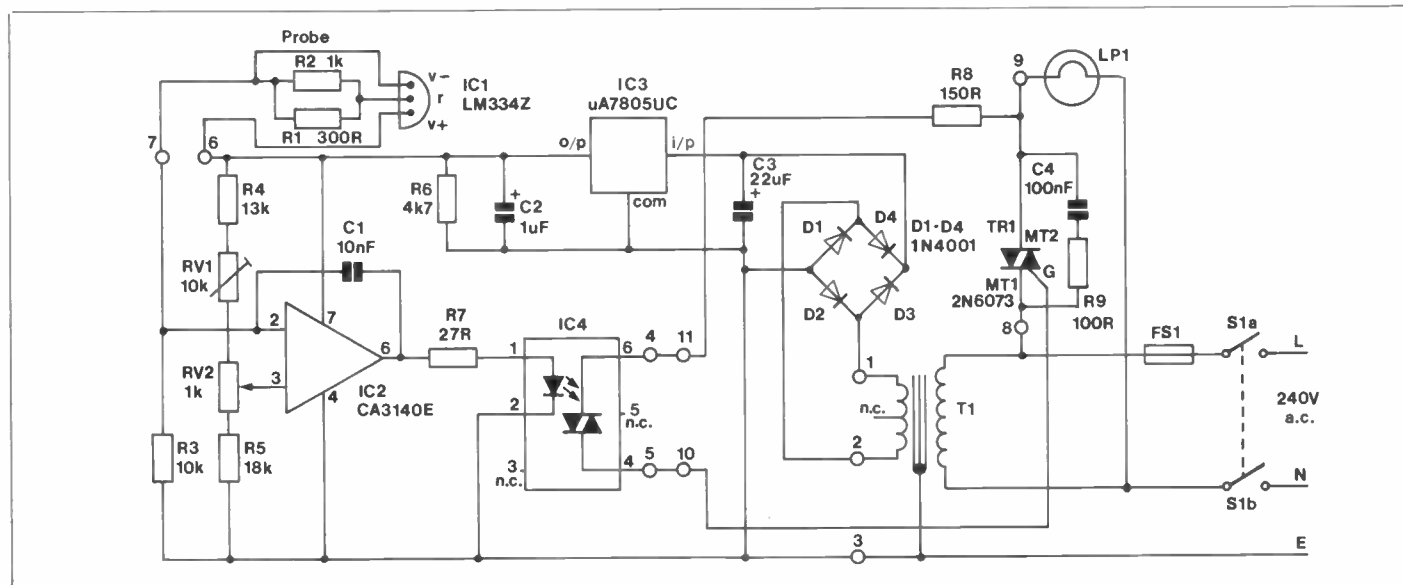 Probe
R2 1k
v-
IC1
LM334Z
r
v+
R1 300R
7
6
IC3
uA7805UC
o/p
i/p
com
R8
150R
9
LP1
R4
13k
RV1
10k
C1
10nF
R6
4k7
+
C2
1uF
C3
22uF
+
D1
D4
D1-D4
1N4001
D2
D3
C4
100nF
TR1
MT2
G
MT1
2N6073
R9
100R
8
2
7
6
3
4
IC2
CA3140E
RV2
1k
R3
10k
R5
18k
R7
27R
IC4
1
2
3
n.c.
6
5
n.c.
4
4
11
5
10
1
n.c.
2
T1
3
FS1
S1a
L
240V
a.c.
N
S1b
E